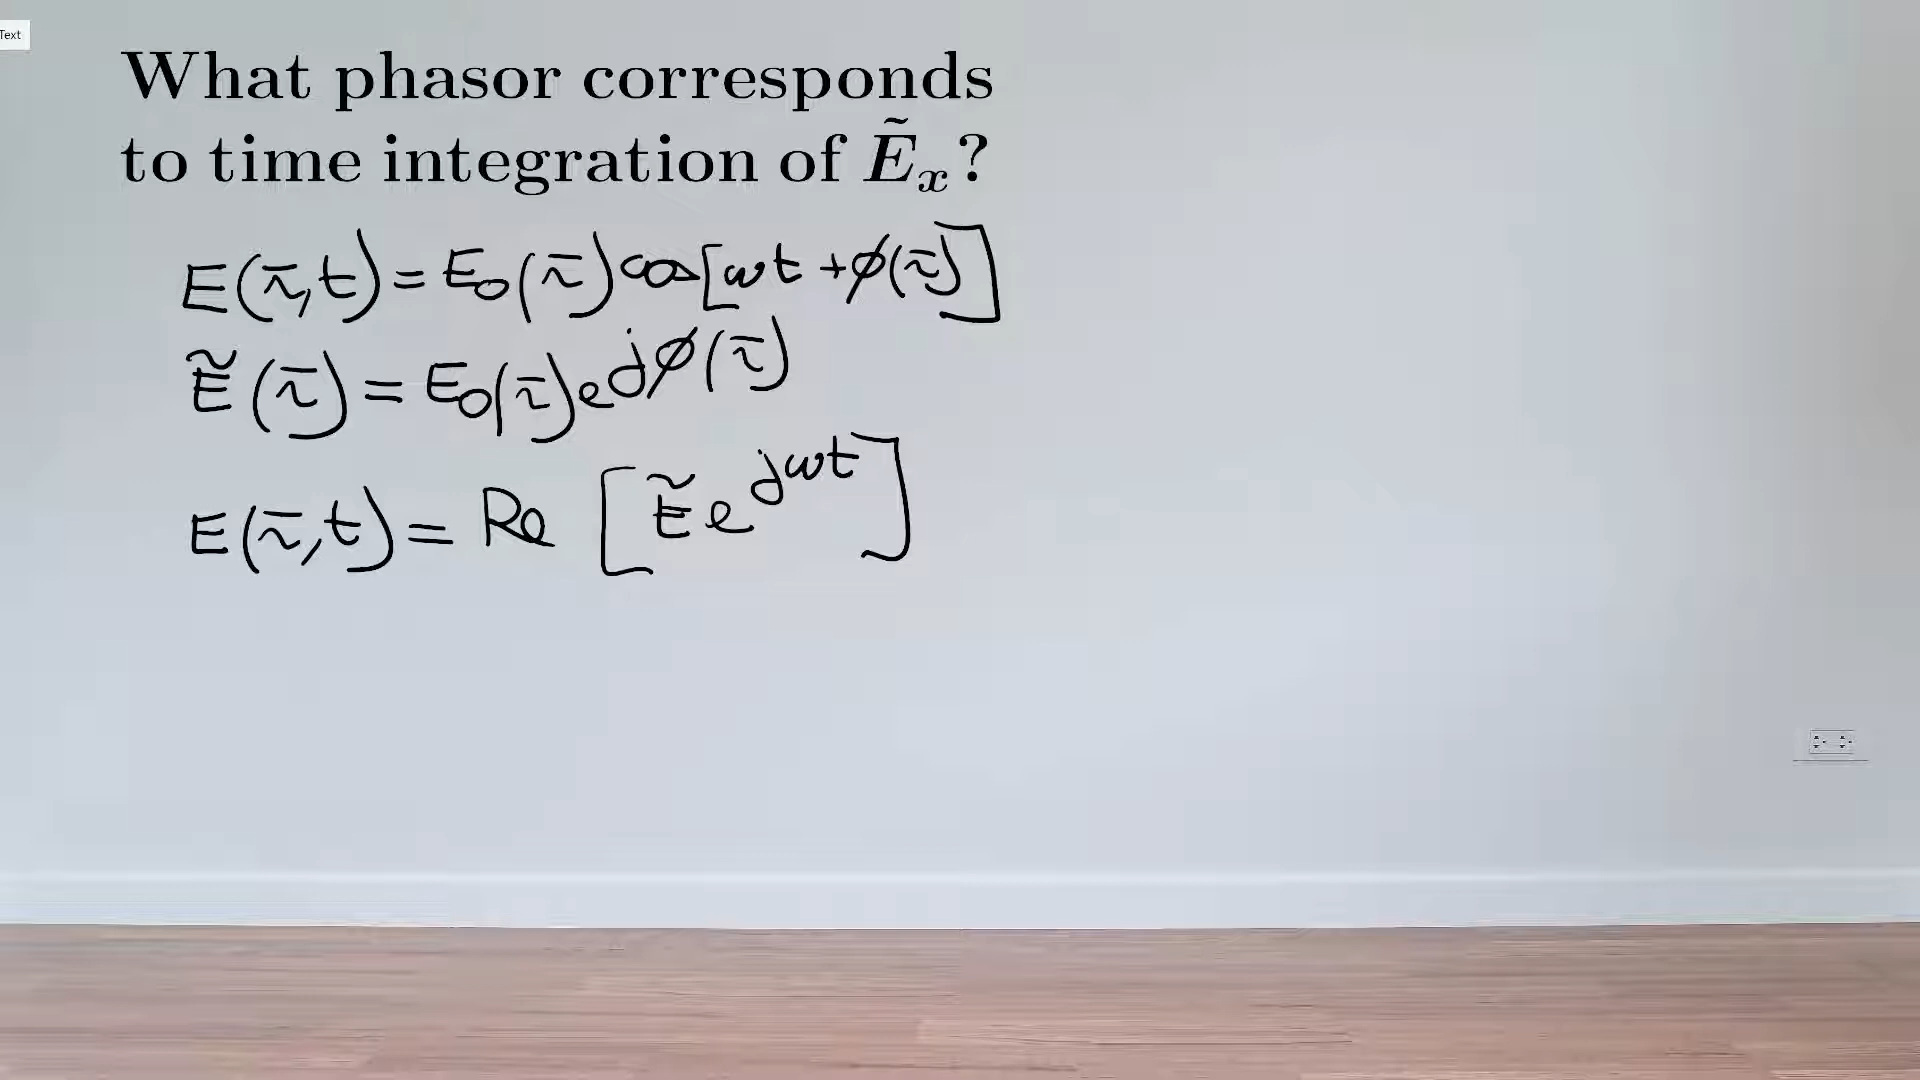 Text
What phasor corresponds
to time integration of Ẽₓ?
E(r̄,t) = E₀(r̄) cos[ωt + φ(r̄)]
Ẽ(r̄) = E₀(r̄)e^{jφ(r̄)}
E(r̄,t) = Re [Ẽe^{jωt}]